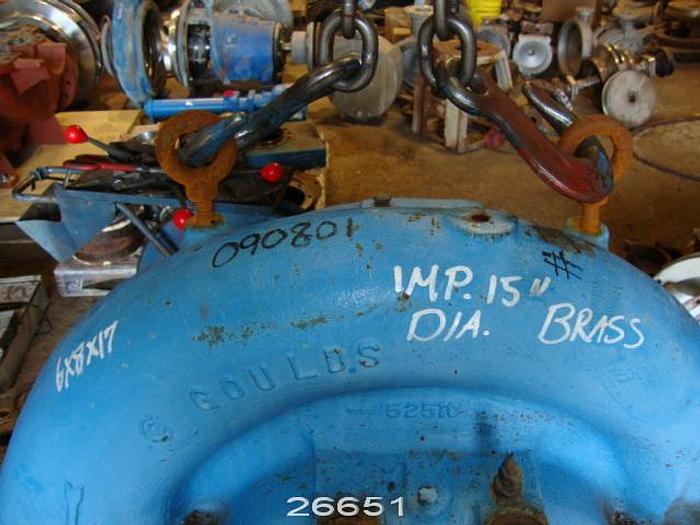 090801
#
IMP. 15"
DIA. BRASS
6X8X17
GOULDS
26651